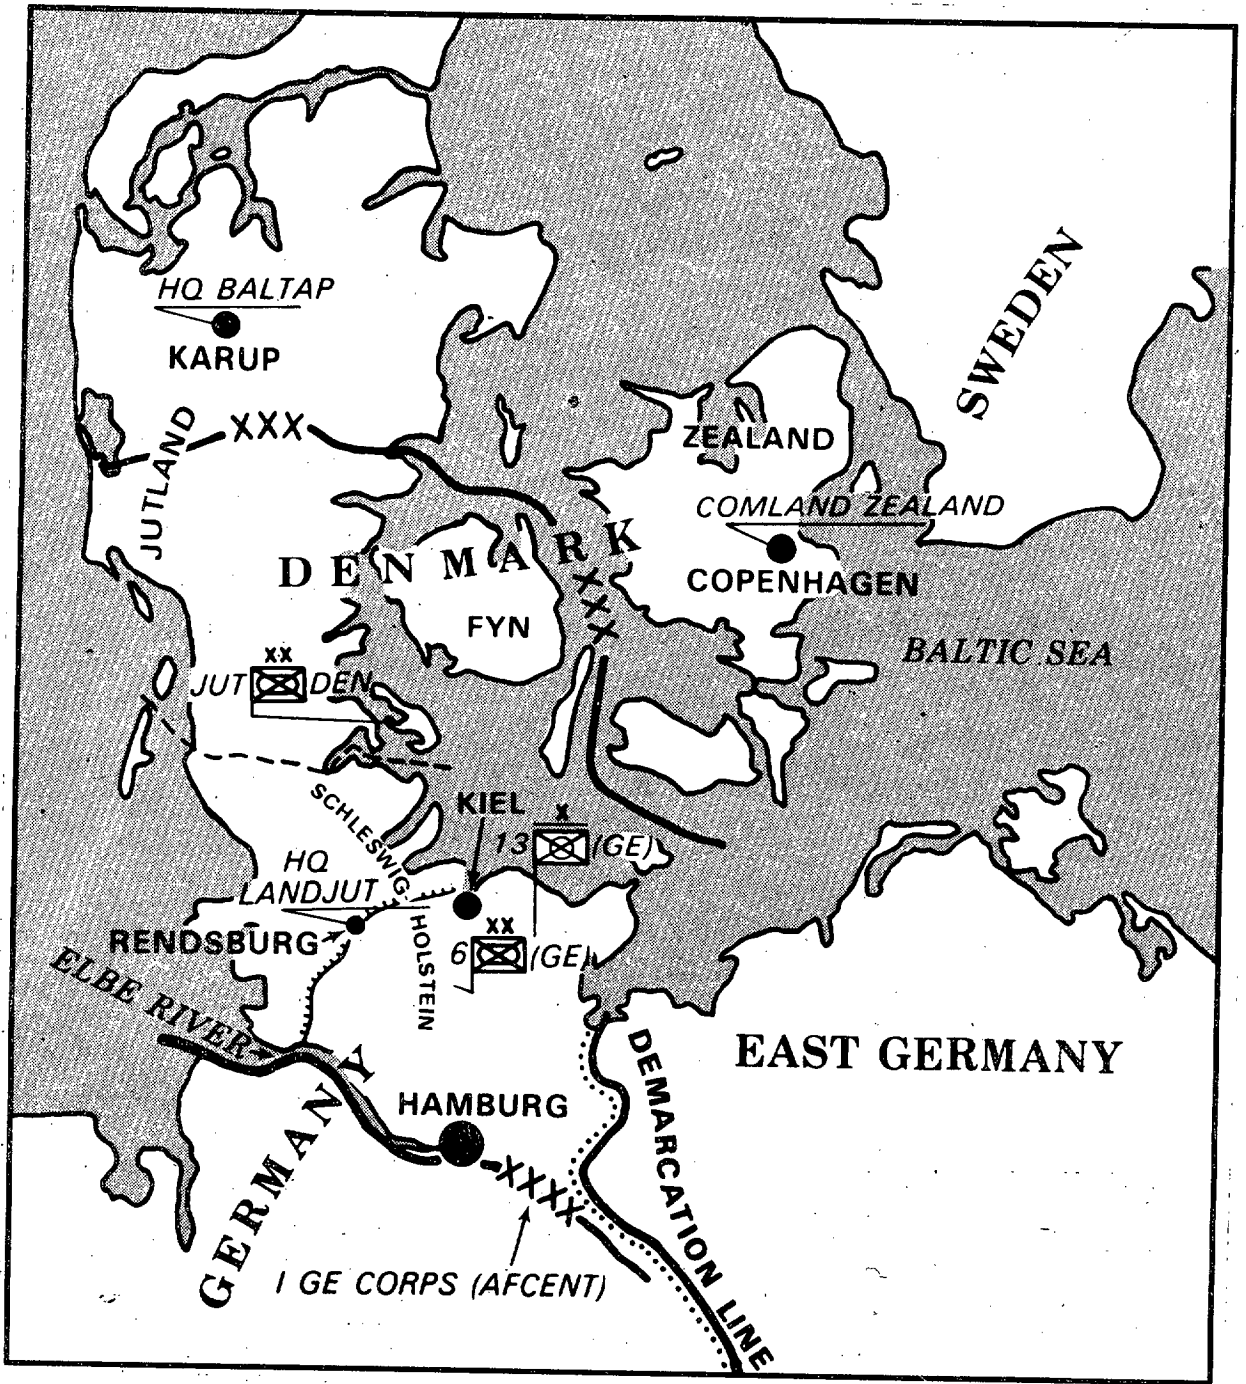 HQ BALTAP
KARUP
SWEDEN
JUTLAND
XXX
ZEALAND
COMLAND ZEALAND
COPENHAGEN
DENMARK
XXX
FYN
BALTIC SEA
XX
JUT DEN
SCHLESWIG
KIEL
X
13 (GE)
HQ
LANDJUT
RENDSBURG
HOLSTEIN
XX
6 (GE)
ELBE RIVER
EAST GERMANY
GERMANY
HAMBURG
DEMARCATION LINE
XXXX
I GE CORPS (AFCENT)